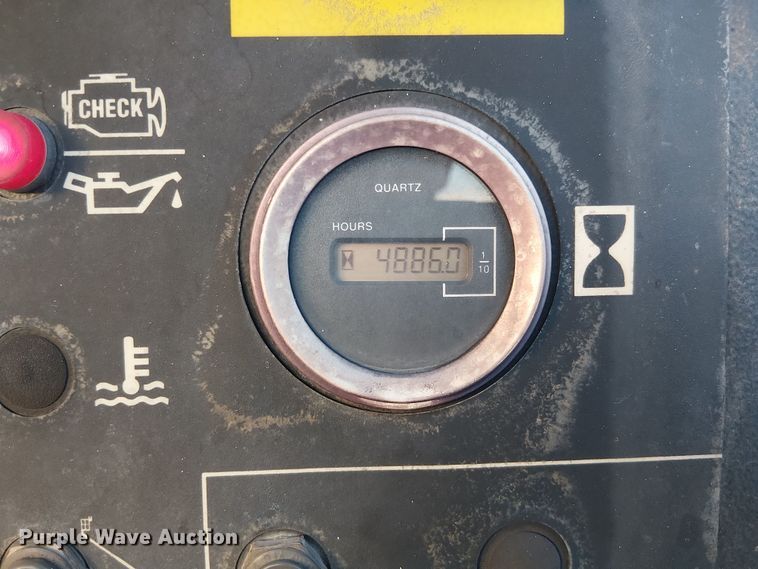 CHECK
QUARTZ
HOURS
4886.0
1
10
Purple Wave Auction